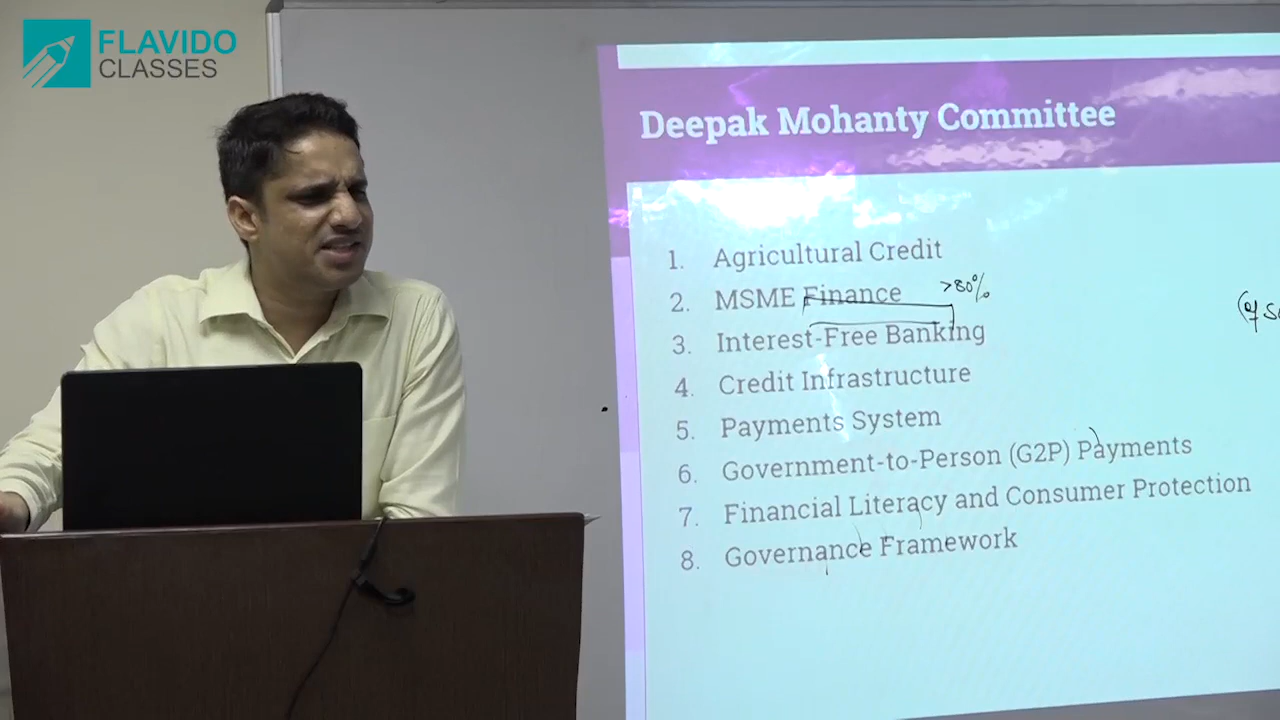 FLAVIDO
CLASSES
Deepak Mohanty Committee
1. Agricultural Credit
2. MSME Finance >80%
3. Interest-Free Banking
4. Credit Infrastructure
5. Payments System
6. Government-to-Person (G2P) Payments
7. Financial Literacy and Consumer Protection
8. Governance Framework